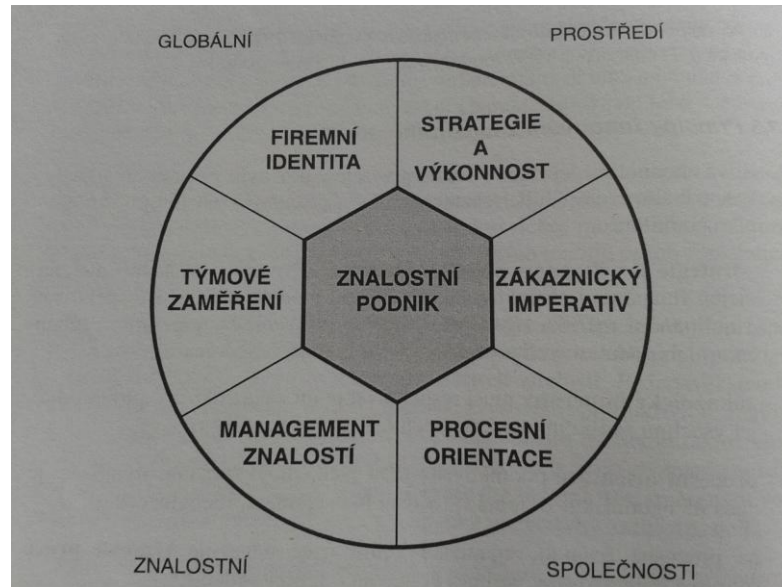 GLOBÁLNÍ
PROSTŘEDÍ
FIREMNÍ
IDENTITA
STRATEGIE
A
VÝKONNOST
TÝMOVÉ
ZAMĚŘENÍ
ZNALOSTNÍ
PODNIK
ZÁKAZNICKÝ
IMPERATIV
MANAGEMENT
ZNALOSTÍ
PROCESNÍ
ORIENTACE
ZNALOSTNÍ
SPOLEČNOSTI